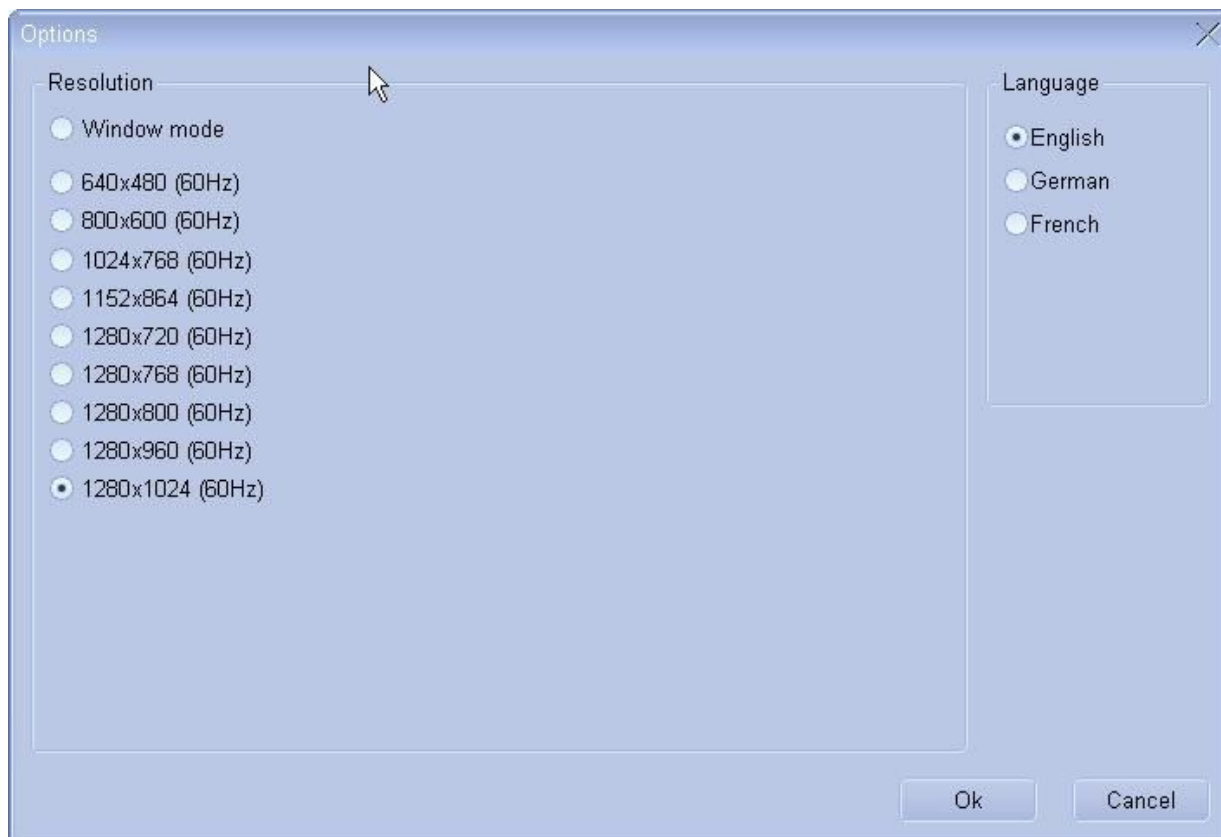 Options
Resolution
Window mode
640x480 (60Hz)
800x600 (60Hz)
1024x768 (60Hz)
1152x864 (60Hz)
1280x720 (60Hz)
1280x768 (60Hz)
1280x800 (60Hz)
1280x960 (60Hz)
1280x1024 (60Hz)
Language
English
German
French
Ok
Cancel